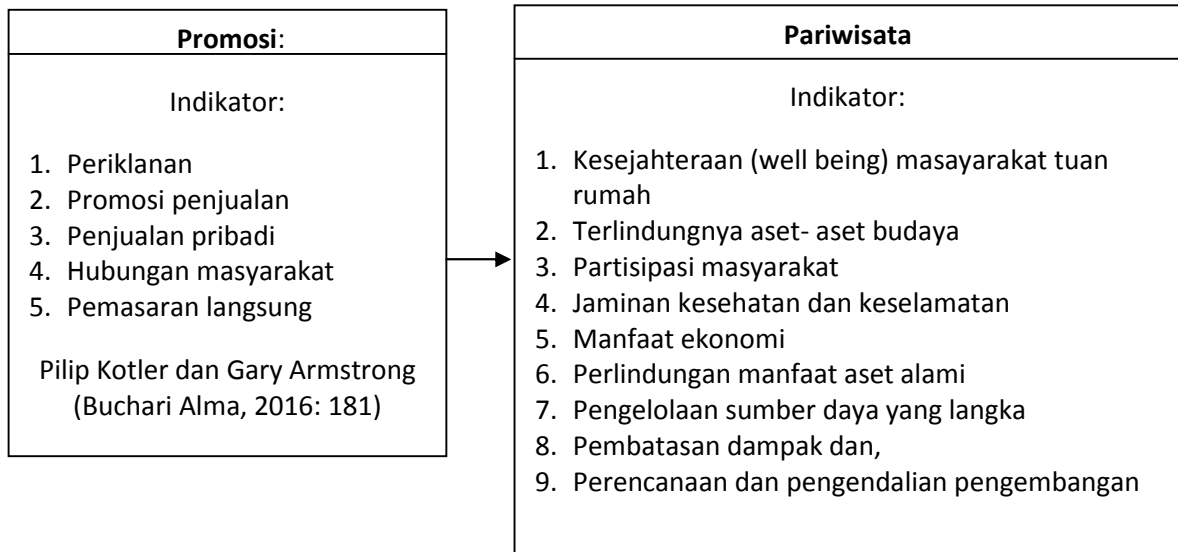 Promosi:
Indikator:
1. Periklanan
2. Promosi penjualan
3. Penjualan pribadi
4. Hubungan masyarakat
5. Pemasaran langsung
Pilip Kotler dan Gary Armstrong
(Buchari Alma, 2016: 181)
Pariwisata
Indikator:
1. Kesejahteraan (well being) masayarakat tuan
rumah
2. Terlindungnya aset- aset budaya
3. Partisipasi masyarakat
4. Jaminan kesehatan dan keselamatan
5. Manfaat ekonomi
6. Perlindungan manfaat aset alami
7. Pengelolaan sumber daya yang langka
8. Pembatasan dampak dan,
9. Perencanaan dan pengendalian pengembangan